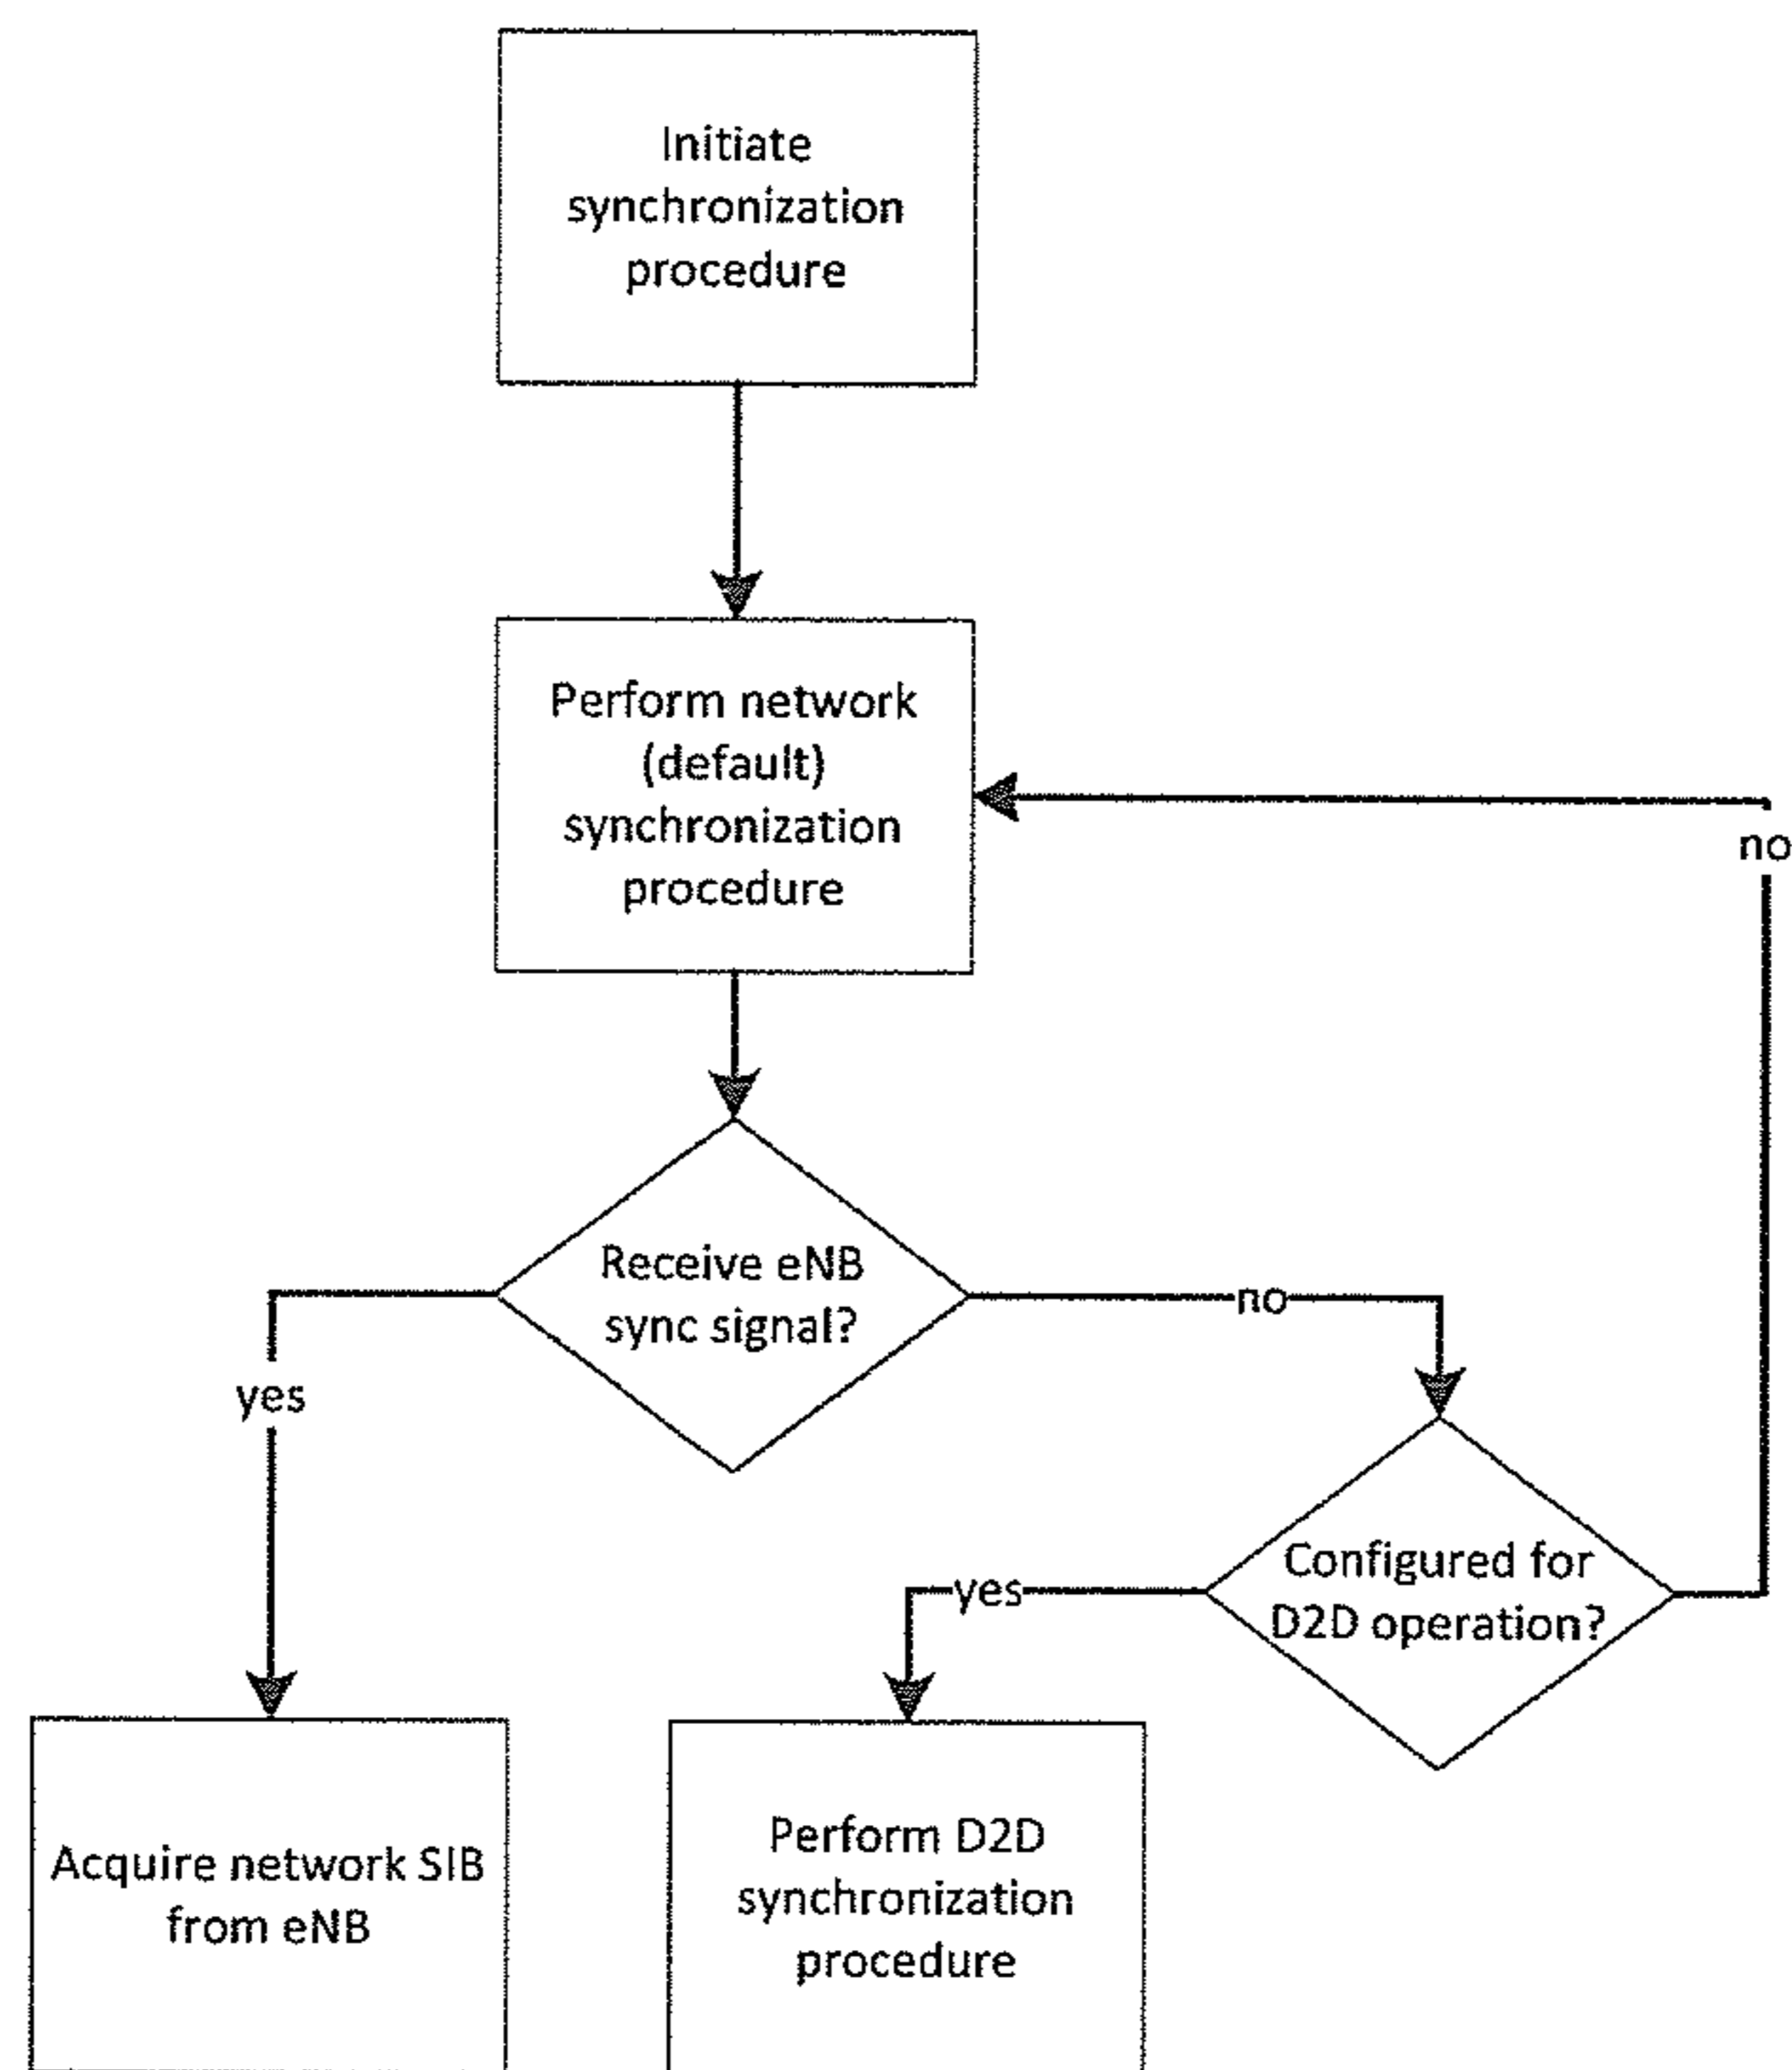 Initiate
synchronization
procedure
Perform network
(default)
synchronization
procedure
no
Receive eNB
sync signal?
no
yes
Configured for
D2D operation?
yes
Acquire network SIB
from eNB
Perform D2D
synchronization
procedure